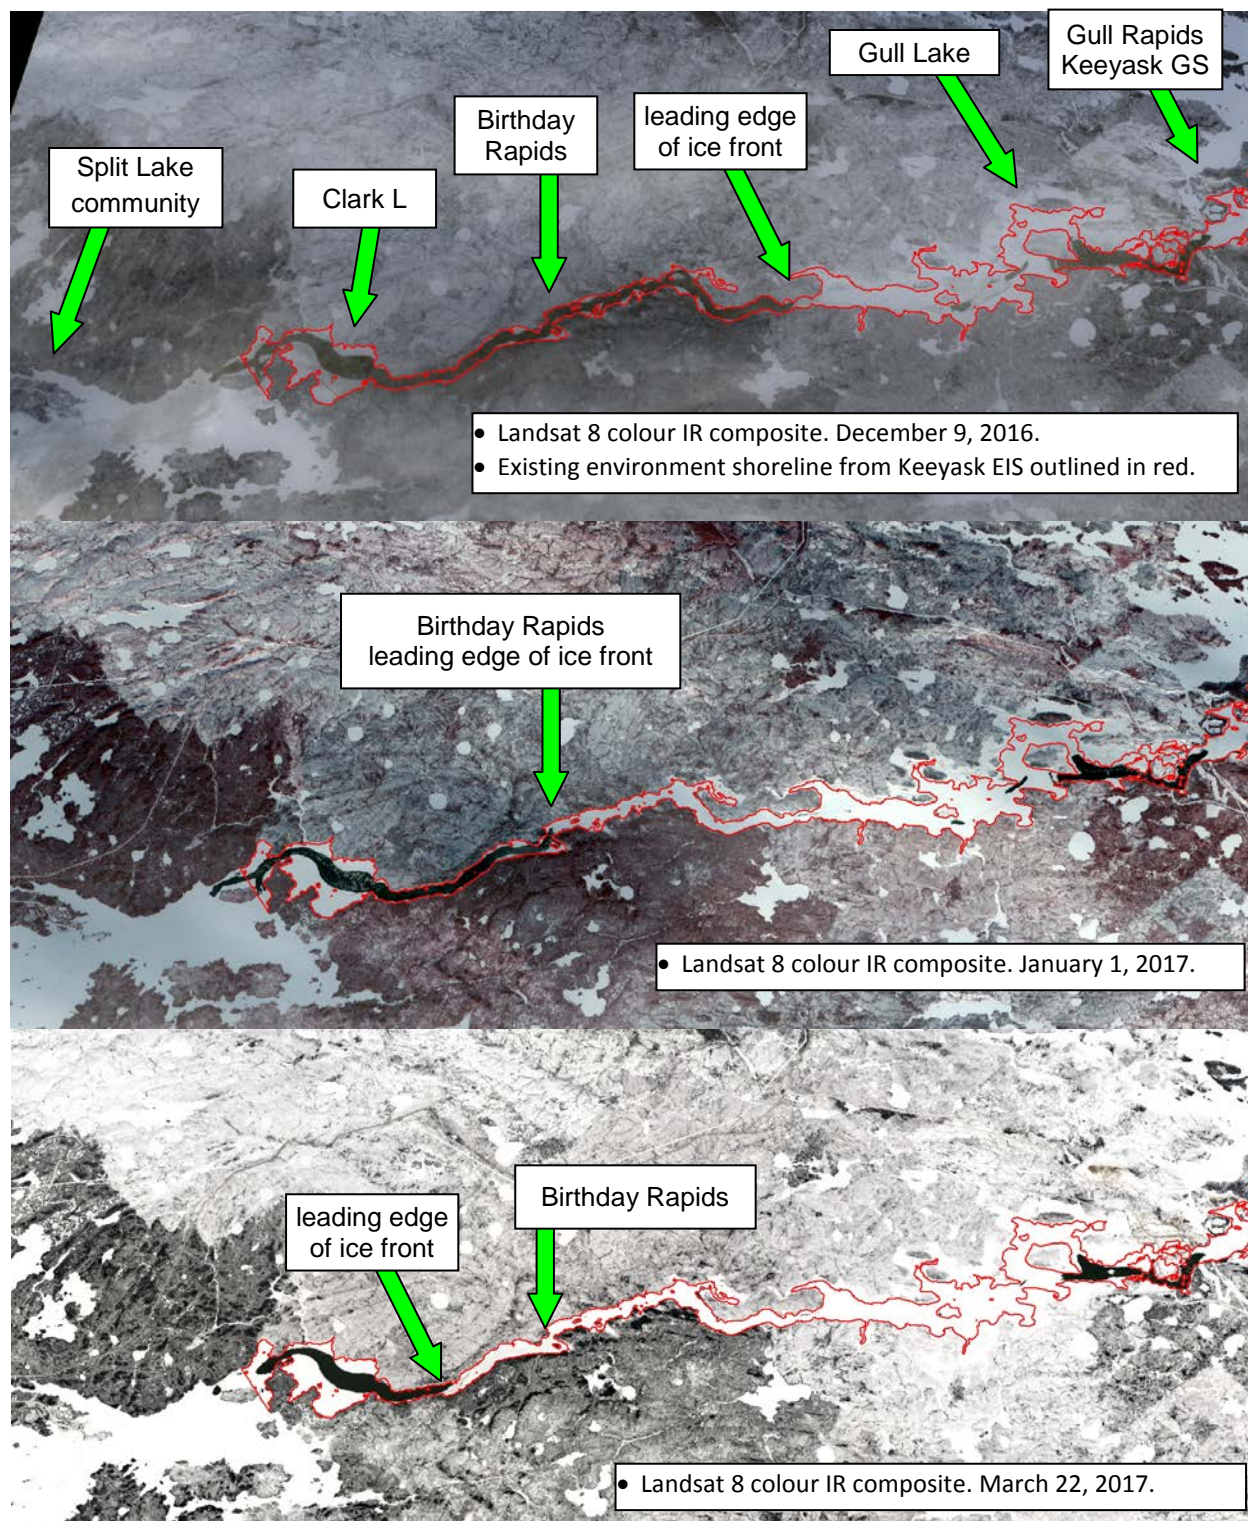 Gull Rapids
Keeyask GS
Gull Lake
leading edge
of ice front
Birthday
Rapids
Split Lake
community
Clark L
• Landsat 8 colour IR composite. December 9, 2016.
• Existing environment shoreline from Keeyask EIS outlined in red.
Birthday Rapids
leading edge of ice front
• Landsat 8 colour IR composite. January 1, 2017.
Birthday Rapids
leading edge
of ice front
• Landsat 8 colour IR composite. March 22, 2017.